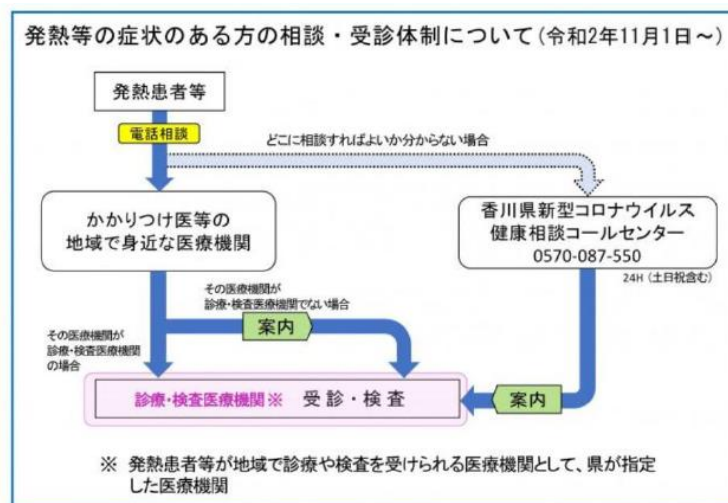 発熱等の症状のある方の相談・受診体制について(令和2年11月1日～)
発熱患者等
電話相談
どこに相談すればよいか分からない場合
かかりつけ医等の
地域で身近な医療機関
香川県新型コロナウイルス
健康相談コールセンター
0570-087-550
24H（土日祝含む）
その医療機関が
診療・検査医療機関でない場合
案内
その医療機関が
診療・検査医療機関
の場合
診療・検査医療機関※ 受診・検査
案内
※ 発熱患者等が地域で診療や検査を受けられる医療機関として、県が指定
した医療機関